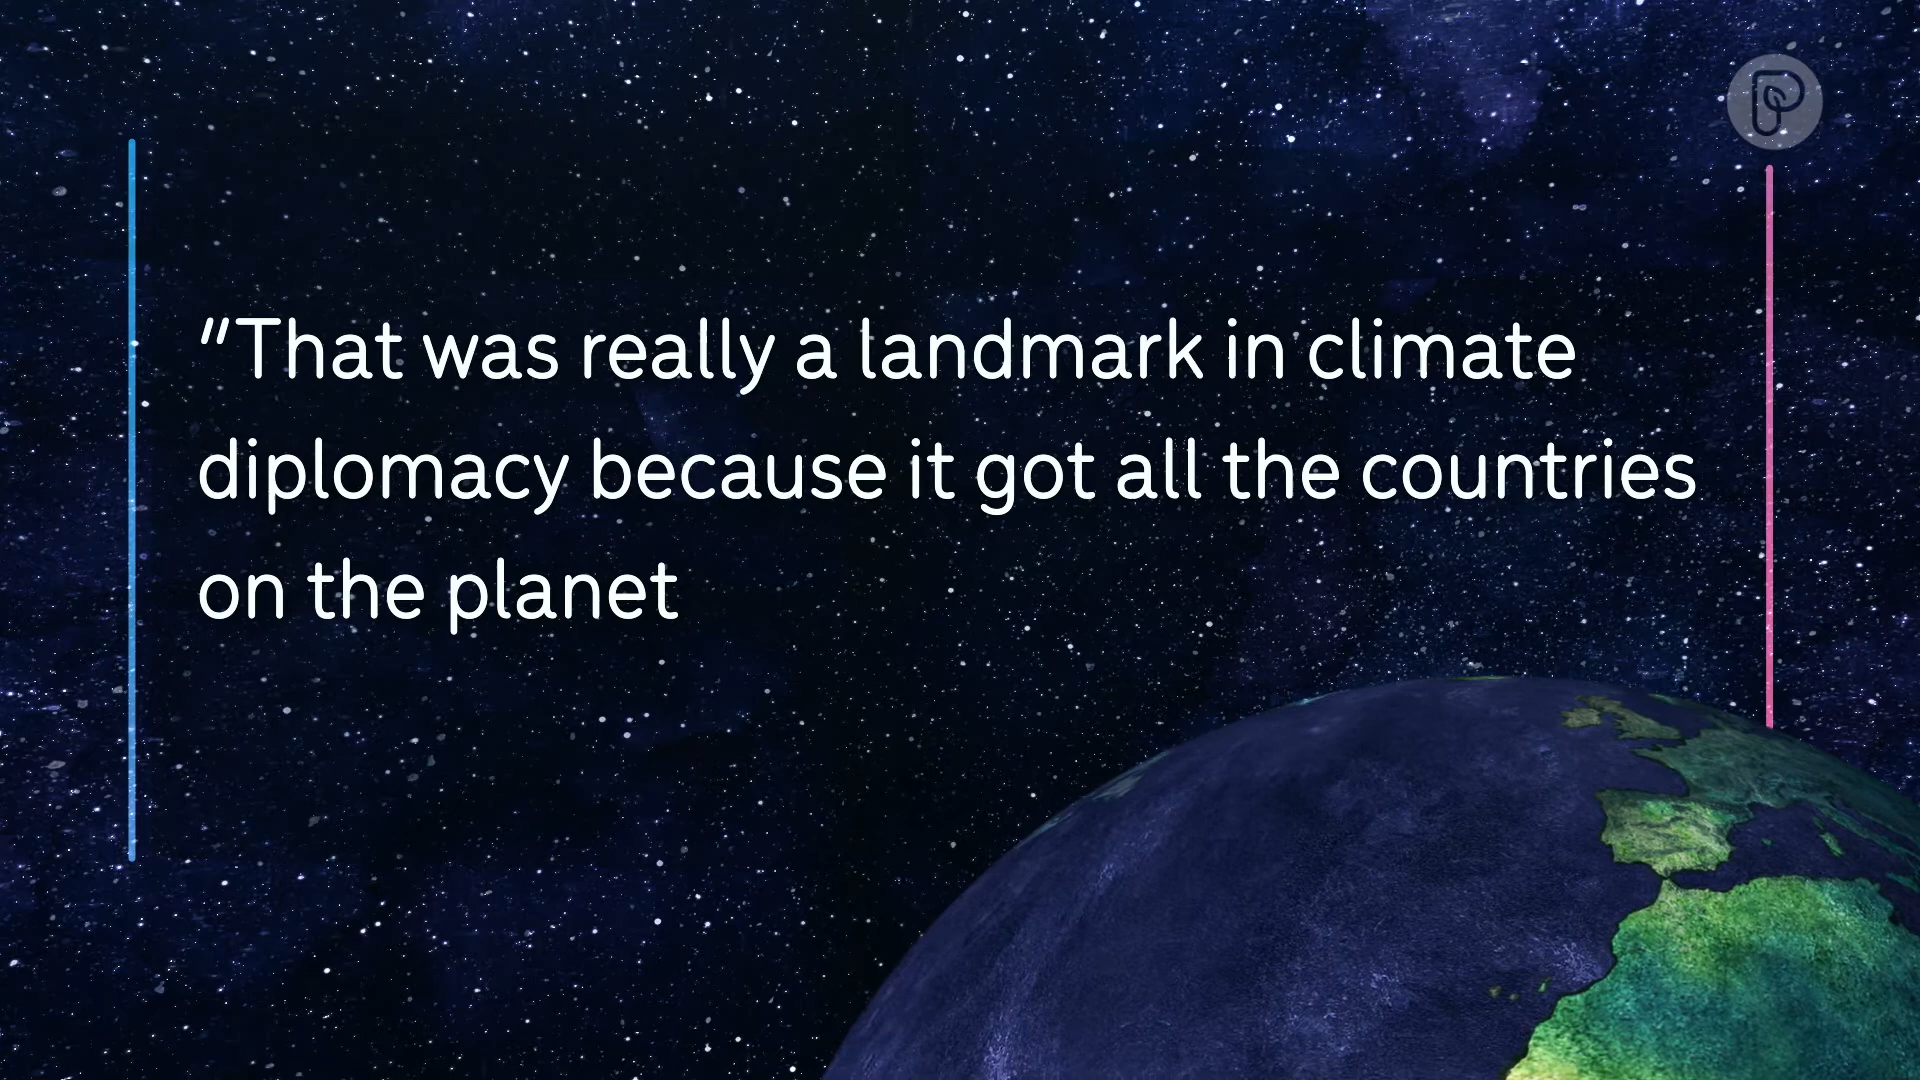 "That was really a landmark in climate
diplomacy because it got all the countries
on the planet